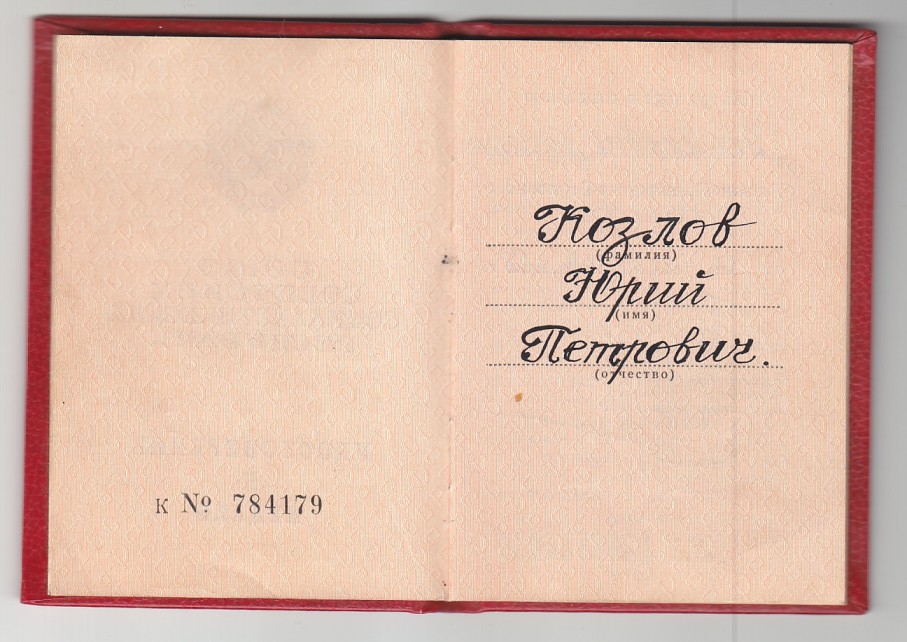 к № 784179
Козлов
(фамилия)
Юрий
(имя)
Петрович.
(отчество)